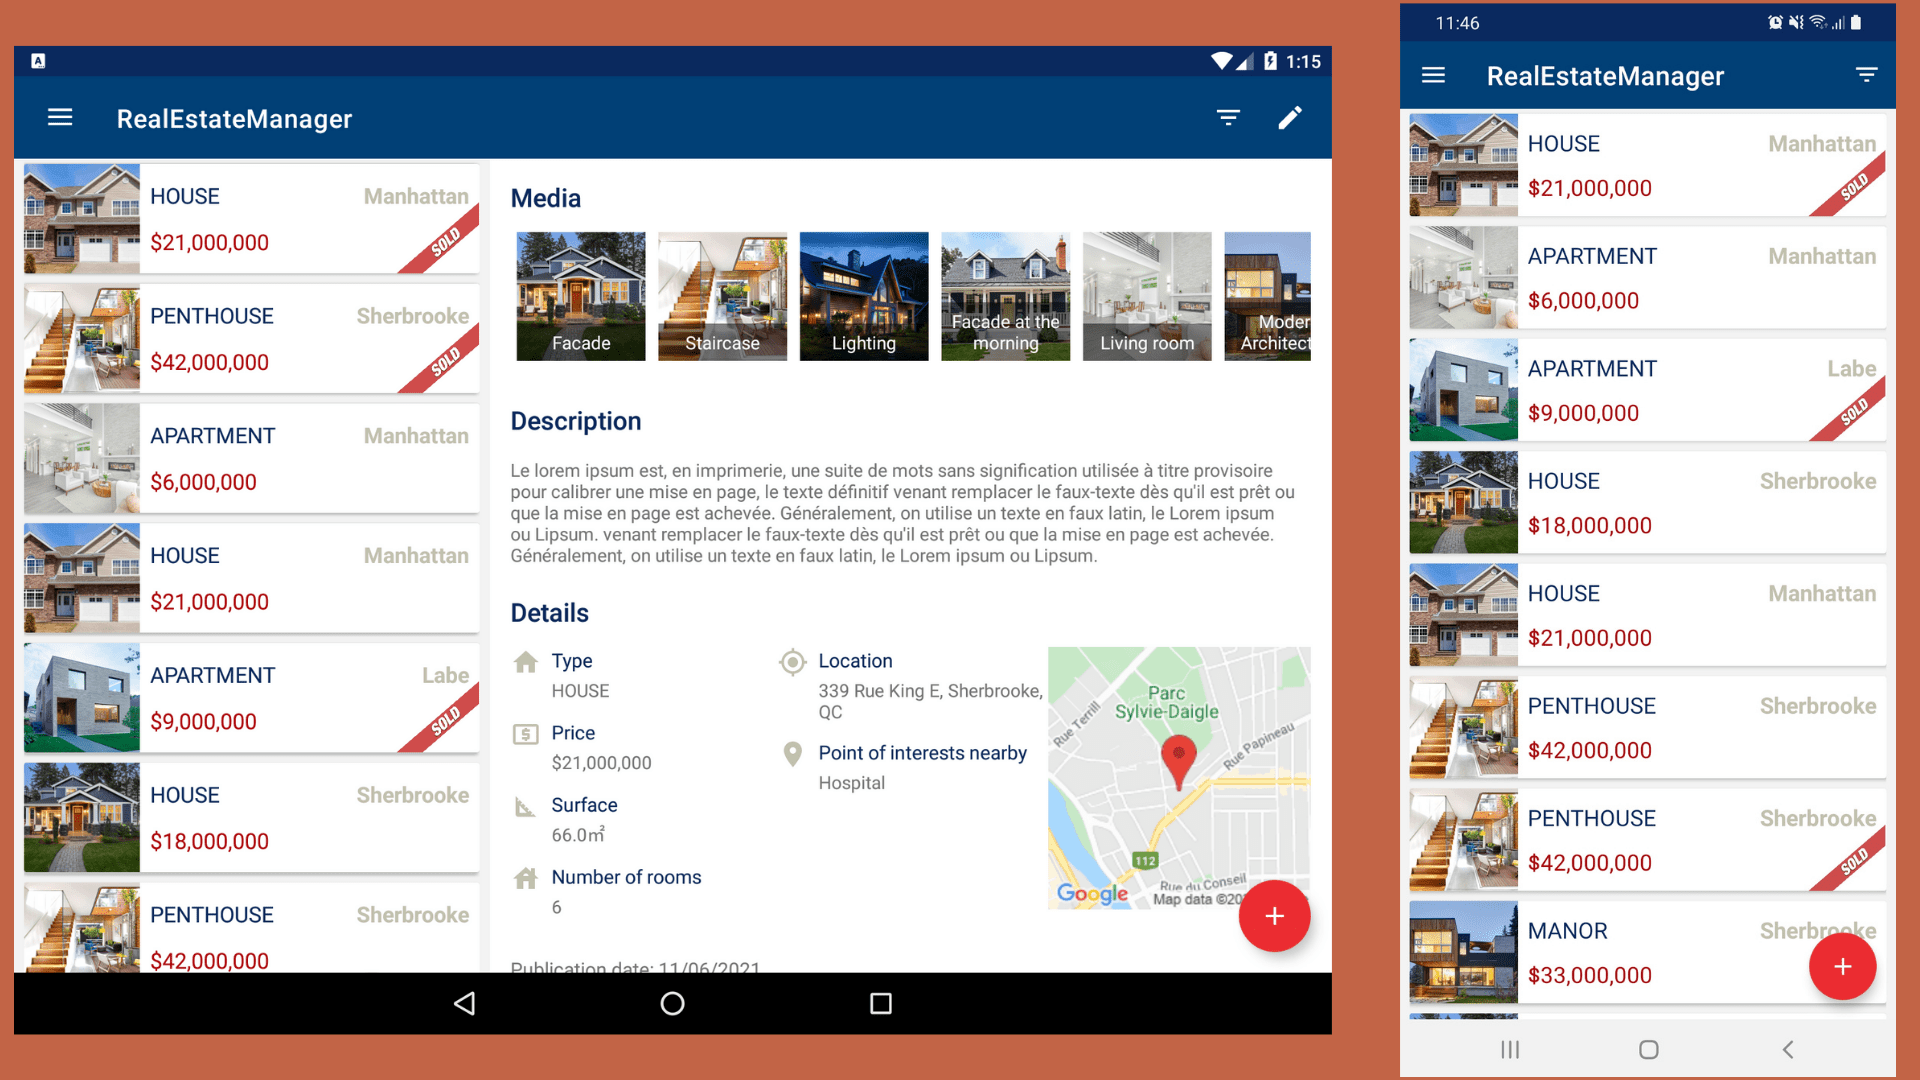 A
1:15
RealEstateManager
HOUSE
Manhattan
$21,000,000
SOLD
PENTHOUSE
Sherbrooke
$42,000,000
SOLD
APARTMENT
Manhattan
$6,000,000
HOUSE
Manhattan
$21,000,000
APARTMENT
Labe
$9,000,000
SOLD
HOUSE
Sherbrooke
$18,000,000
PENTHOUSE
Sherbrooke
$42,000,000
Media
Facade
Staircase
Lighting
Facade at the
morning
Living room
Moder
Architect
Description
Le lorem ipsum est, en imprimerie, une suite de mots sans signification utilisée à titre provisoire
pour calibrer une mise en page, le texte définitif venant remplacer le faux-texte dès qu'il est prêt ou
que la mise en page est achevée. Généralement, on utilise un texte en faux latin, le Lorem ipsum
ou Lipsum. venant remplacer le faux-texte dès qu'il est prêt ou que la mise en page est achevée.
Généralement, on utilise un texte en faux latin, le Lorem ipsum ou Lipsum.
Details
Type
HOUSE
Price
$21,000,000
Surface
66.0㎡
Number of rooms
6
Location
339 Rue King E, Sherbrooke,
QC
Point of interests nearby
Hospital
Parc
Sylvie-Daigle
Rue Terrill
Rue Papineau
112
Rue du Conseil
Google
Map data ©20
Publication date: 11/06/2021
11:46
RealEstateManager
HOUSE
Manhattan
$21,000,000
SOLD
APARTMENT
Manhattan
$6,000,000
APARTMENT
Labe
$9,000,000
SOLD
HOUSE
Sherbrooke
$18,000,000
HOUSE
Manhattan
$21,000,000
PENTHOUSE
Sherbrooke
$42,000,000
PENTHOUSE
Sherbrooke
$42,000,000
SOLD
MANOR
Sherbrooke
$33,000,000